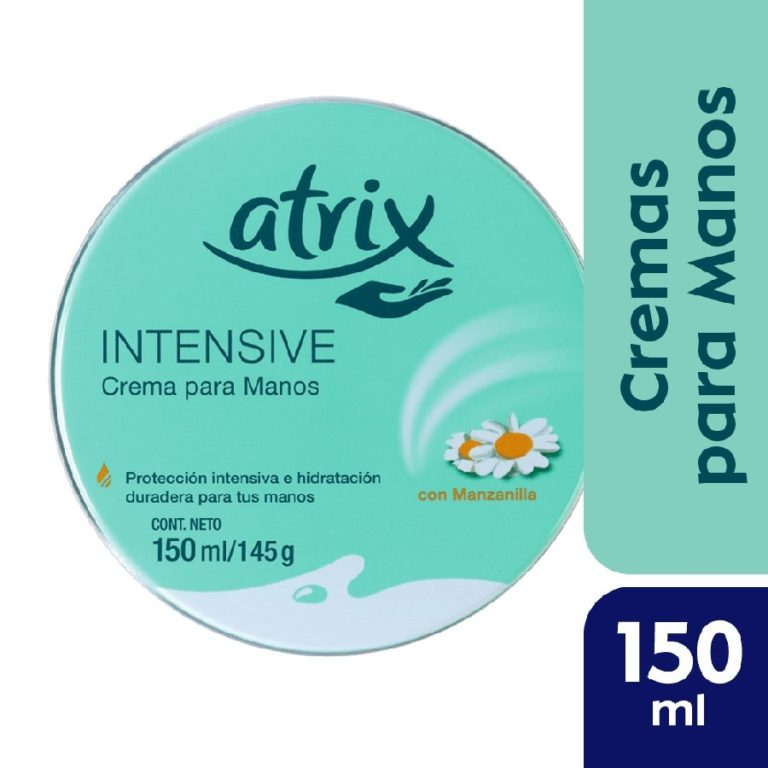 atrix
INTENSIVE
Crema para Manos
Protección intensiva e hidratación
duradera para tus manos
CONT. NETO
150 ml/145 g
con Manzanilla
Cremas
para Manos
150
ml